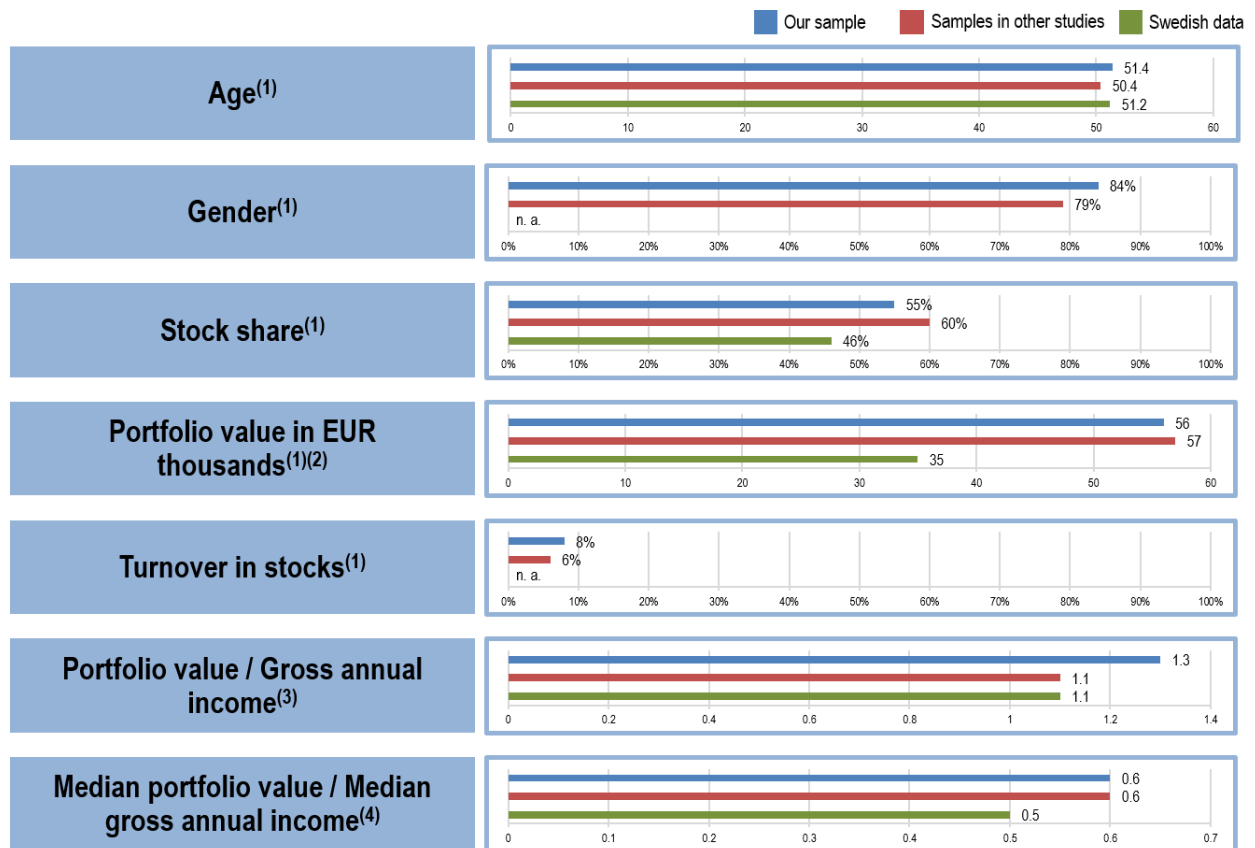 Our sample Samples in other studies Swedish data
Age(1)
51.4
50.4
51.2
0 10 20 30 40 50 60
Gender(1)
84%
79%
n. a.
0% 10% 20% 30% 40% 50% 60% 70% 80% 90% 100%
Stock share(1)
55%
60%
46%
0% 10% 20% 30% 40% 50% 60% 70% 80% 90% 100%
Portfolio value in EUR
thousands(1)(2)
56
57
35
0 10 20 30 40 50 60
Turnover in stocks(1)
8%
6%
n. a.
0% 10% 20% 30% 40% 50% 60% 70% 80% 90% 100%
Portfolio value / Gross annual
income(3)
1.3
1.1
1.1
0 0.2 0.4 0.6 0.8 1 1.2 1.4
Median portfolio value / Median
gross annual income(4)
0.6
0.6
0.5
0 0.1 0.2 0.3 0.4 0.5 0.6 0.7